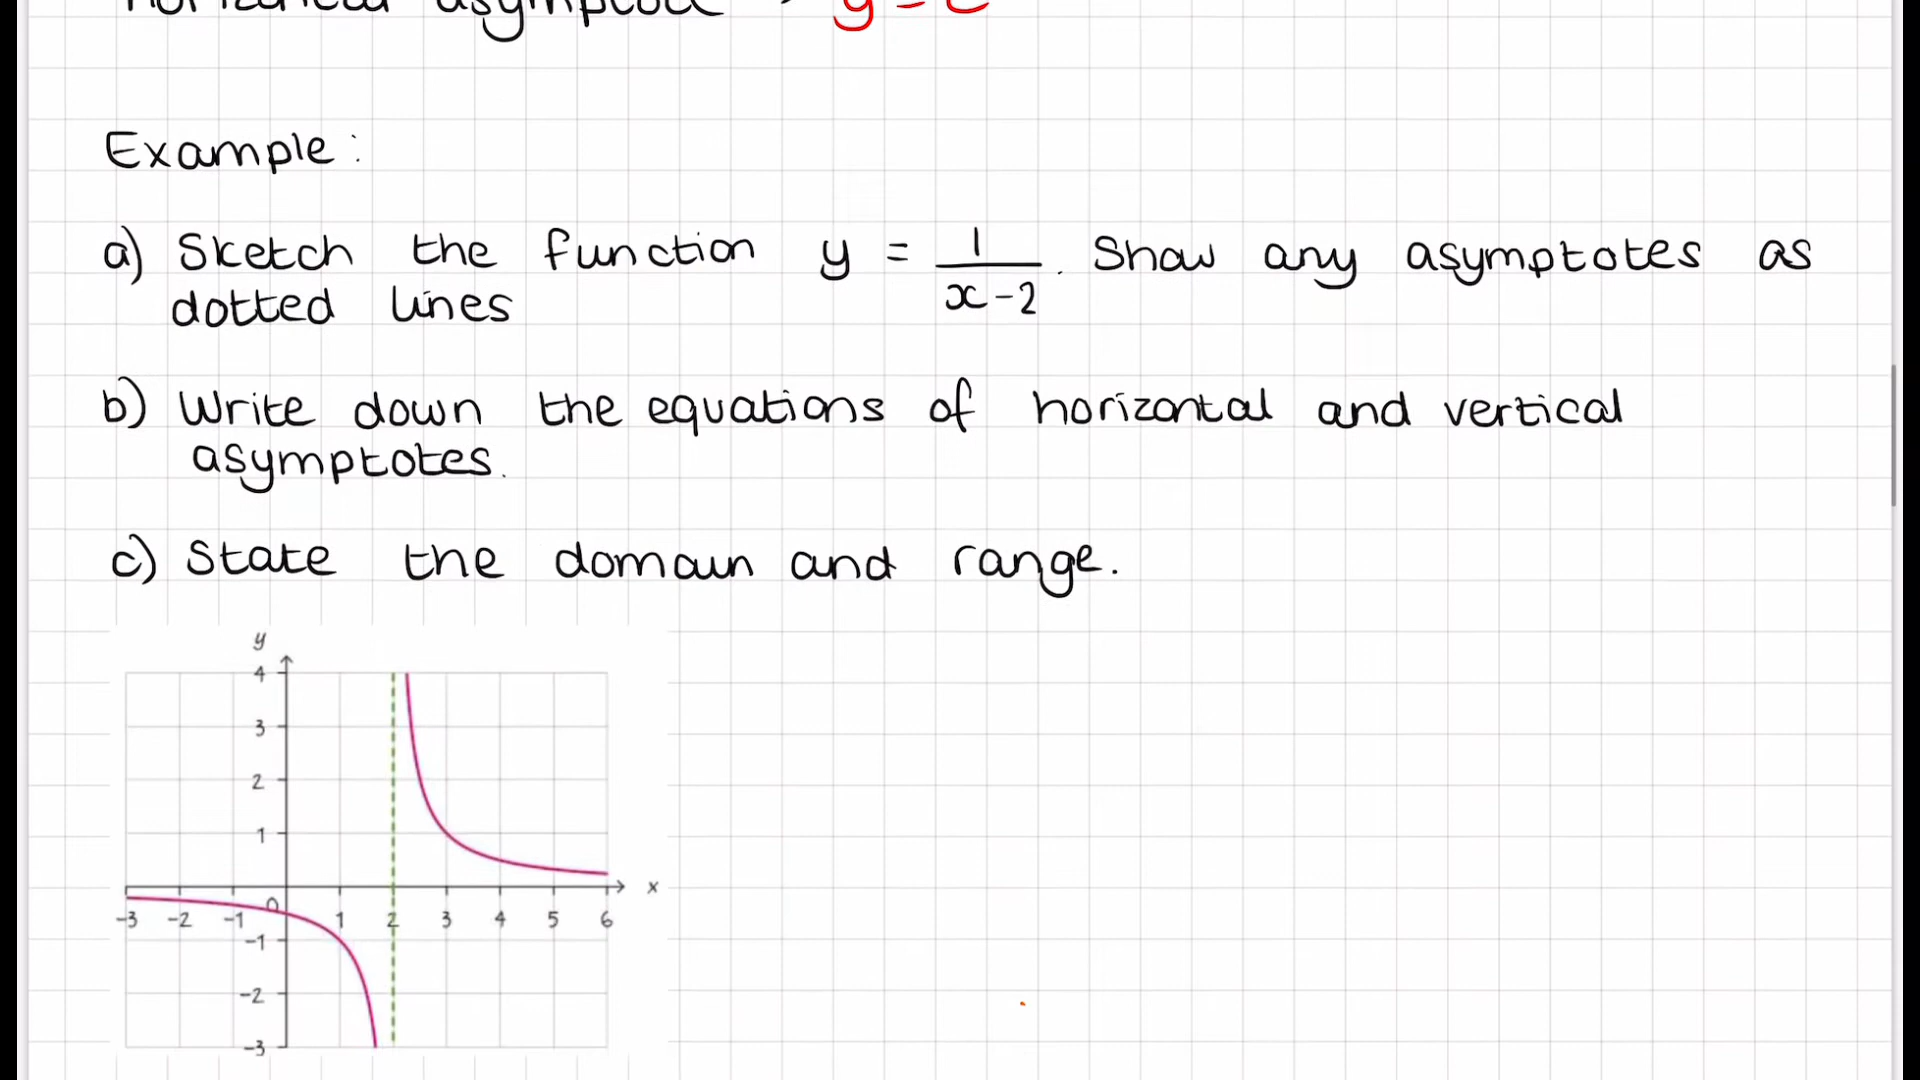 horizontal asymptote y = c
Example:
a) Sketch the function y = 1/(x-2). Show any asymptotes as
dotted lines
b) Write down the equations of horizontal and vertical
asymptotes.
c) State the domain and range.
y
4
3
2
1
x
-3 -2 -1 0 1 2 3 4 5 6
-1
-2
-3